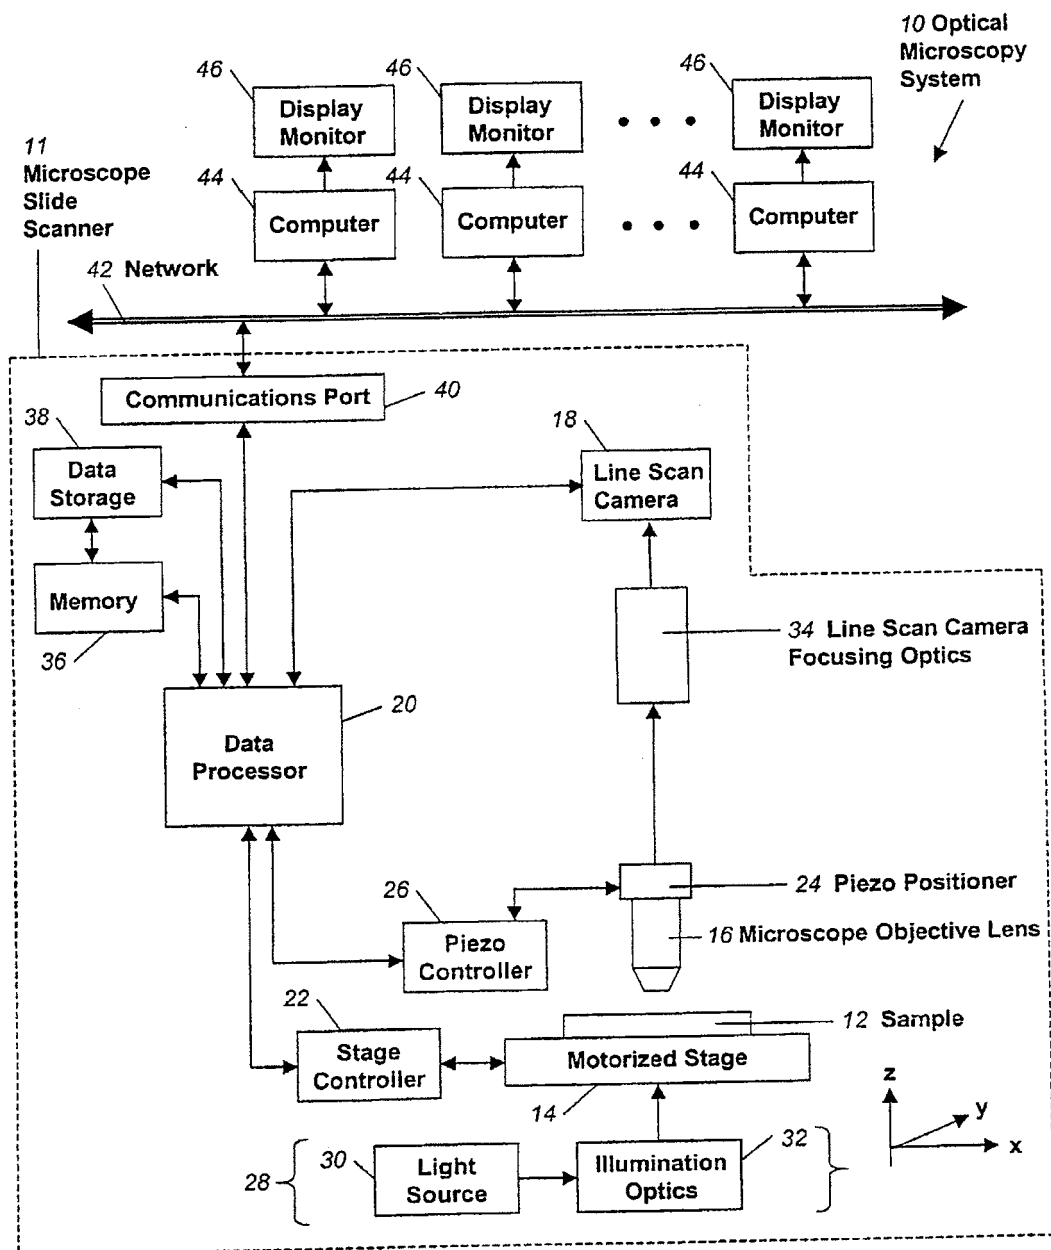 10 Optical
Microscopy
System
46
Display
Monitor
46
Display
Monitor
46
Display
Monitor
11
Microscope
Slide
Scanner
44
Computer
44
Computer
44
Computer
42 Network
Communications Port
40
38
Data
Storage
18
Line Scan
Camera
Memory
36
34 Line Scan Camera
Focusing Optics
20
Data
Processor
24 Piezo Positioner
26
Piezo
Controller
16 Microscope Objective Lens
22
Stage
Controller
12 Sample
Motorized Stage
14
z
y
x
28
30
Light
Source
Illumination
Optics
32